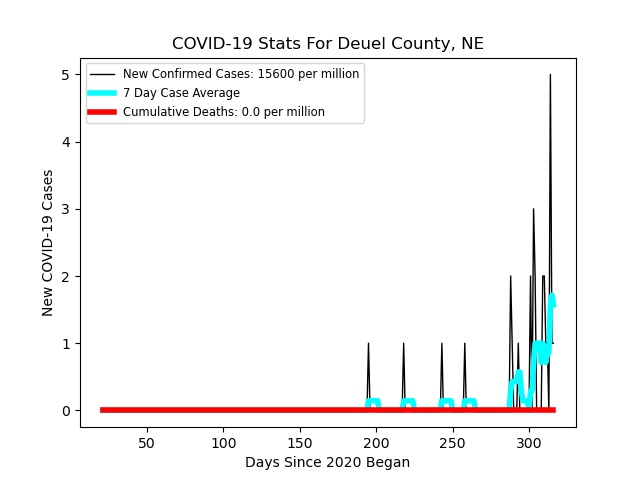 COVID-19 Stats For Deuel County, NE
New Confirmed Cases: 15600 per million
7 Day Case Average
Cumulative Deaths: 0.0 per million
New COVID-19 Cases
5
4
3
2
1
0
50 100 150 200 250 300
Days Since 2020 Began